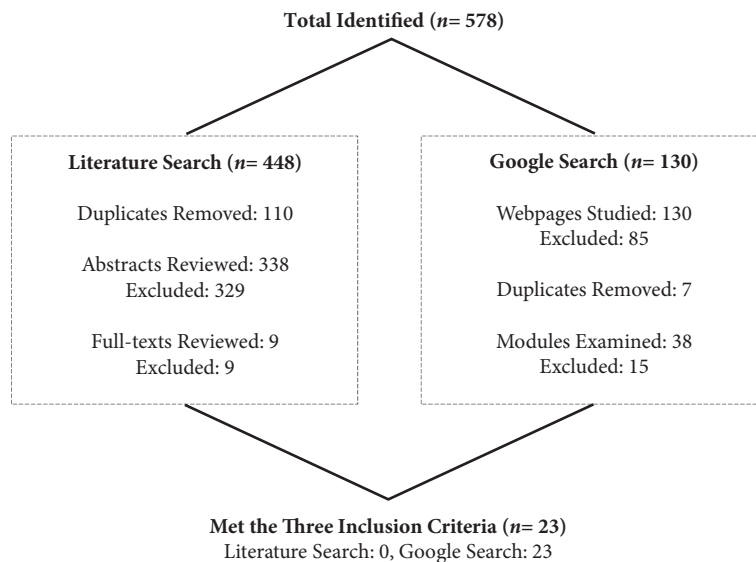 Total Identified (n= 578)
Literature Search (n= 448)
Duplicates Removed: 110
Abstracts Reviewed: 338
Excluded: 329
Full-texts Reviewed: 9
Excluded: 9
Google Search (n= 130)
Webpages Studied: 130
Excluded: 85
Duplicates Removed: 7
Modules Examined: 38
Excluded: 15
Met the Three Inclusion Criteria (n= 23)
Literature Search: 0, Google Search: 23